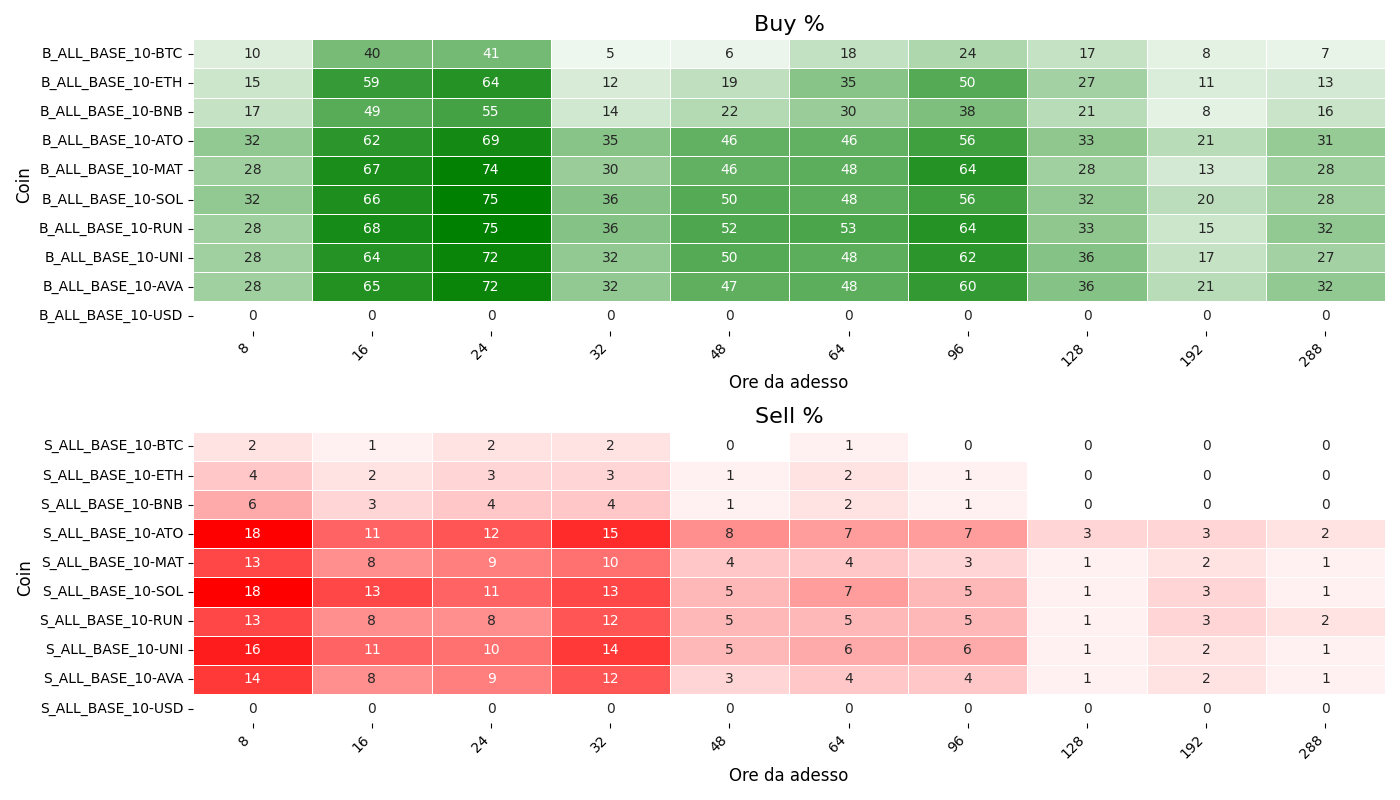 Buy %
Coin
B_ALL_BASE_10-BTC 10 40 41 5 6 18 24 17 8 7
B_ALL_BASE_10-ETH 15 59 64 12 19 35 50 27 11 13
B_ALL_BASE_10-BNB 17 49 55 14 22 30 38 21 8 16
B_ALL_BASE_10-ATO 32 62 69 35 46 46 56 33 21 31
B_ALL_BASE_10-MAT 28 67 74 30 46 48 64 28 13 28
B_ALL_BASE_10-SOL 32 66 75 36 50 48 56 32 20 28
B_ALL_BASE_10-RUN 28 68 75 36 52 53 64 33 15 32
B_ALL_BASE_10-UNI 28 64 72 32 50 48 62 36 17 27
B_ALL_BASE_10-AVA 28 65 72 32 47 48 60 36 21 32
B_ALL_BASE_10-USD 0 0 0 0 0 0 0 0 0 0
8 16 24 32 48 64 96 128 192 288
Ore da adesso
Sell %
Coin
S_ALL_BASE_10-BTC 2 1 2 2 0 1 0 0 0 0
S_ALL_BASE_10-ETH 4 2 3 3 1 2 1 0 0 0
S_ALL_BASE_10-BNB 6 3 4 4 1 2 1 0 0 0
S_ALL_BASE_10-ATO 18 11 12 15 8 7 7 3 3 2
S_ALL_BASE_10-MAT 13 8 9 10 4 4 3 1 2 1
S_ALL_BASE_10-SOL 18 13 11 13 5 7 5 1 3 1
S_ALL_BASE_10-RUN 13 8 8 12 5 5 5 1 3 2
S_ALL_BASE_10-UNI 16 11 10 14 5 6 6 1 2 1
S_ALL_BASE_10-AVA 14 8 9 12 3 4 4 1 2 1
S_ALL_BASE_10-USD 0 0 0 0 0 0 0 0 0 0
8 16 24 32 48 64 96 128 192 288
Ore da adesso